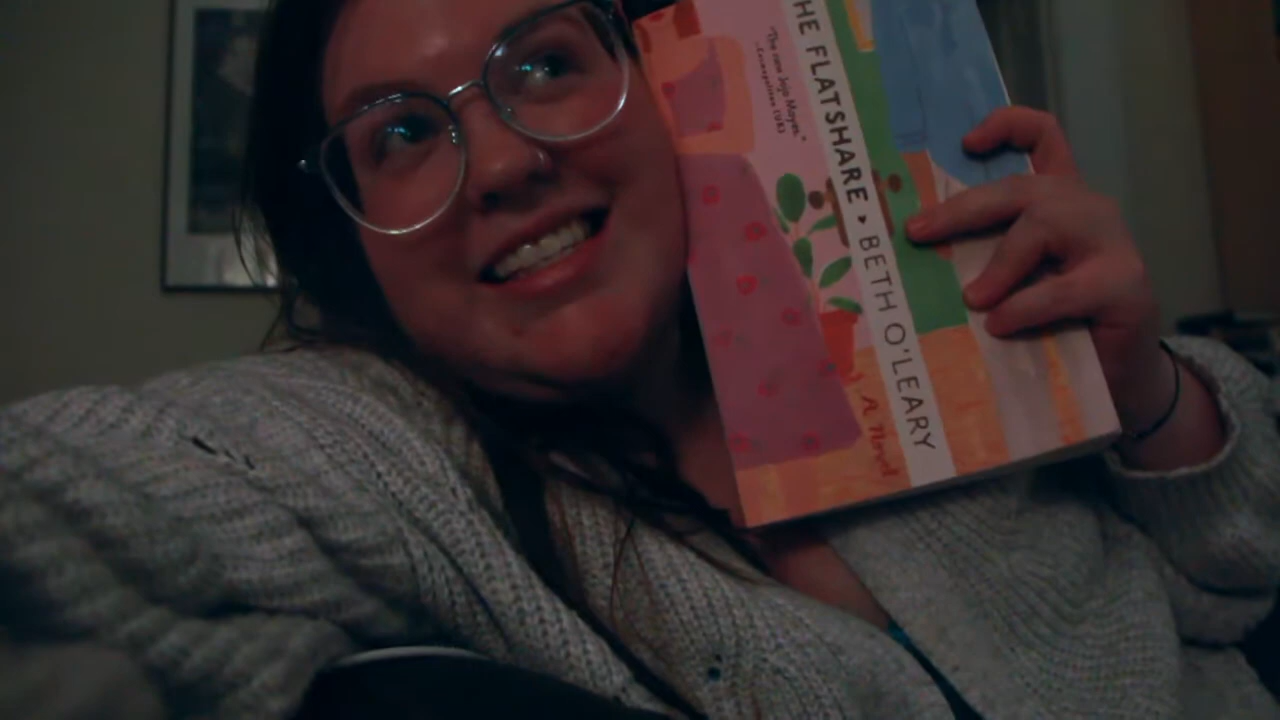 "The new Jojo Moyes."
—Cosmopolitan (UK)
HE FLATSHARE ▸ BETH O'LEARY
A Novel